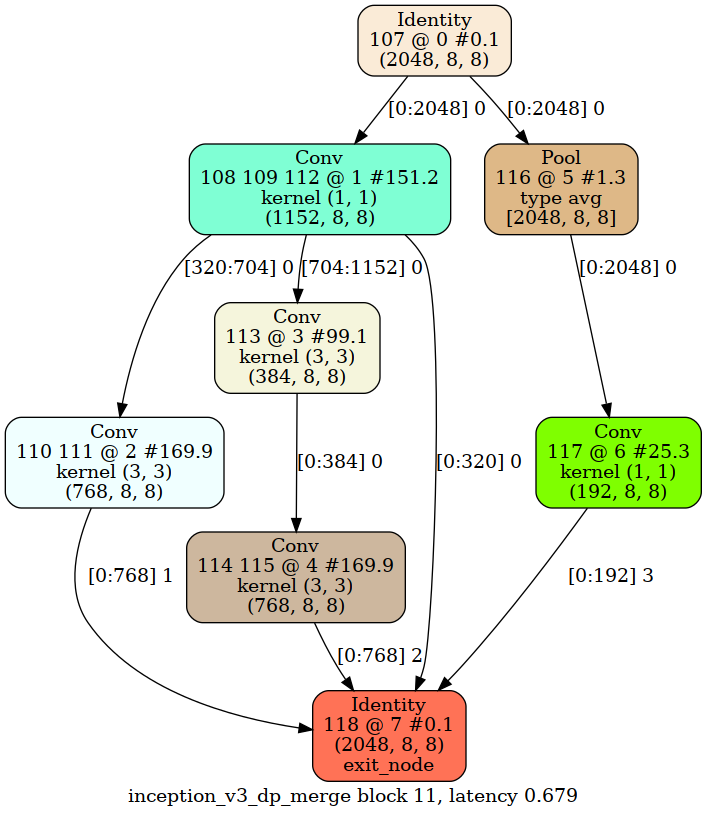 Identity
107 @ 0 #0.1
(2048, 8, 8)
[0:2048] 0
[0:2048] 0
Conv
108 109 112 @ 1 #151.2
kernel (1, 1)
(1152, 8, 8)
Pool
116 @ 5 #1.3
type avg
[2048, 8, 8]
[320:704] 0
[704:1152] 0
[0:2048] 0
Conv
113 @ 3 #99.1
kernel (3, 3)
(384, 8, 8)
Conv
110 111 @ 2 #169.9
kernel (3, 3)
(768, 8, 8)
[0:384] 0
[0:320] 0
Conv
117 @ 6 #25.3
kernel (1, 1)
(192, 8, 8)
Conv
114 115 @ 4 #169.9
kernel (3, 3)
(768, 8, 8)
[0:768] 1
[0:192] 3
[0:768] 2
Identity
118 @ 7 #0.1
(2048, 8, 8)
exit_node
inception_v3_dp_merge block 11, latency 0.679